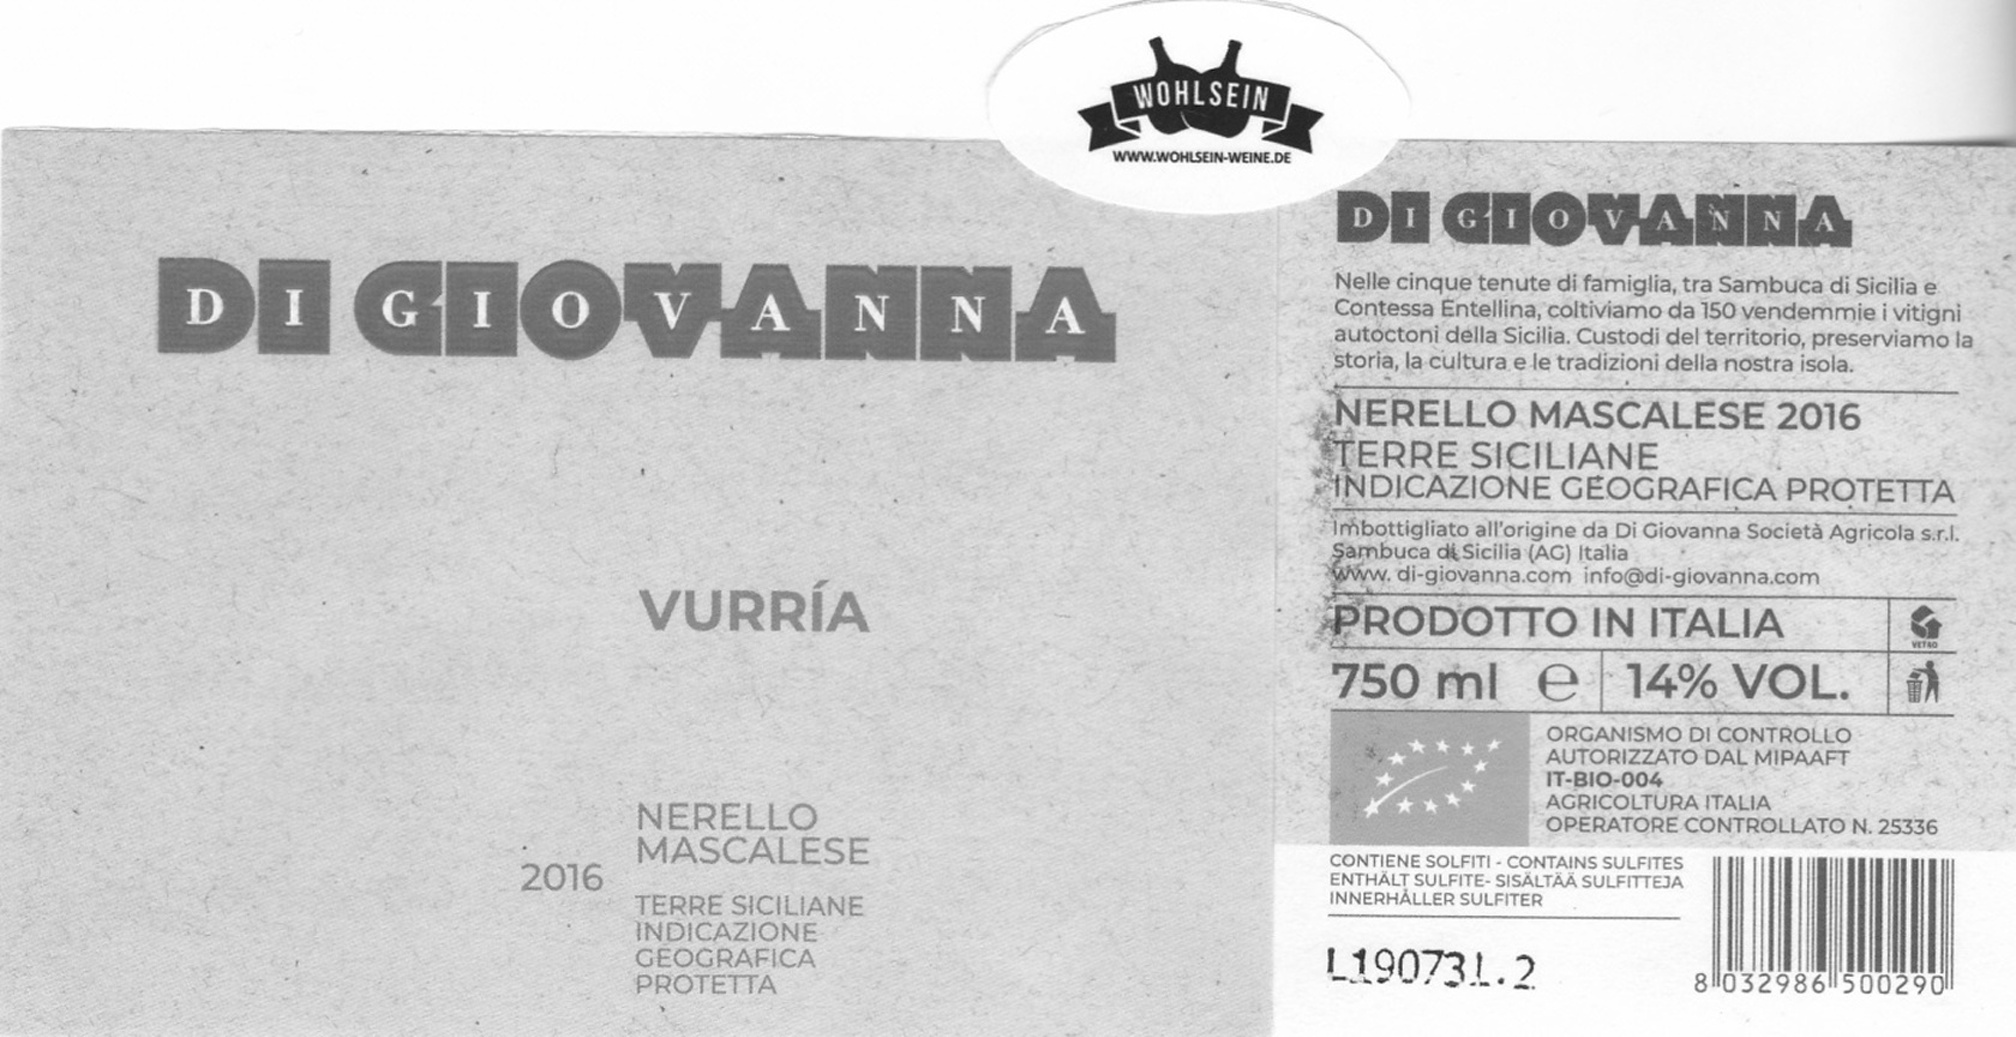 WOHLSEIN
WWW.WOHLSEIN-WEINE.DE
DI GIOVANNA
VURRÍA
2016
NERELLO
MASCALESE
TERRE SICILIANE
INDICAZIONE
GEOGRAFICA
PROTETTA
DI GIOVANNA
Nelle cinque tenute di famiglia, tra Sambuca di Sicilia e
Contessa Entellina, coltiviamo da 150 vendemmie i vitigni
autoctoni della Sicilia. Custodi del territorio, preserviamo la
storia, la cultura e le tradizioni della nostra isola.
NERELLO MASCALESE 2016
TERRE SICILIANE
INDICAZIONE GEOGRAFICA PROTETTA
Imbottigliato all'origine da Di Giovanna Società Agricola s.r.l.
Sambuca di Sicilia (AG) Italia
www. di-giovanna.com info@di-giovanna.com
PRODOTTO IN ITALIA
750 ml e 14% VOL.
ORGANISMO DI CONTROLLO
AUTORIZZATO DAL MIPAAFT
IT-BIO-004
AGRICOLTURA ITALIA
OPERATORE CONTROLLATO N. 25336
CONTIENE SOLFITI - CONTAINS SULFITES
ENTHÄLT SULFITE- SISÄLTÄÄ SULFITTEJA
INNERHÅLLER SULFITER
L190731.2
8 032986 500290